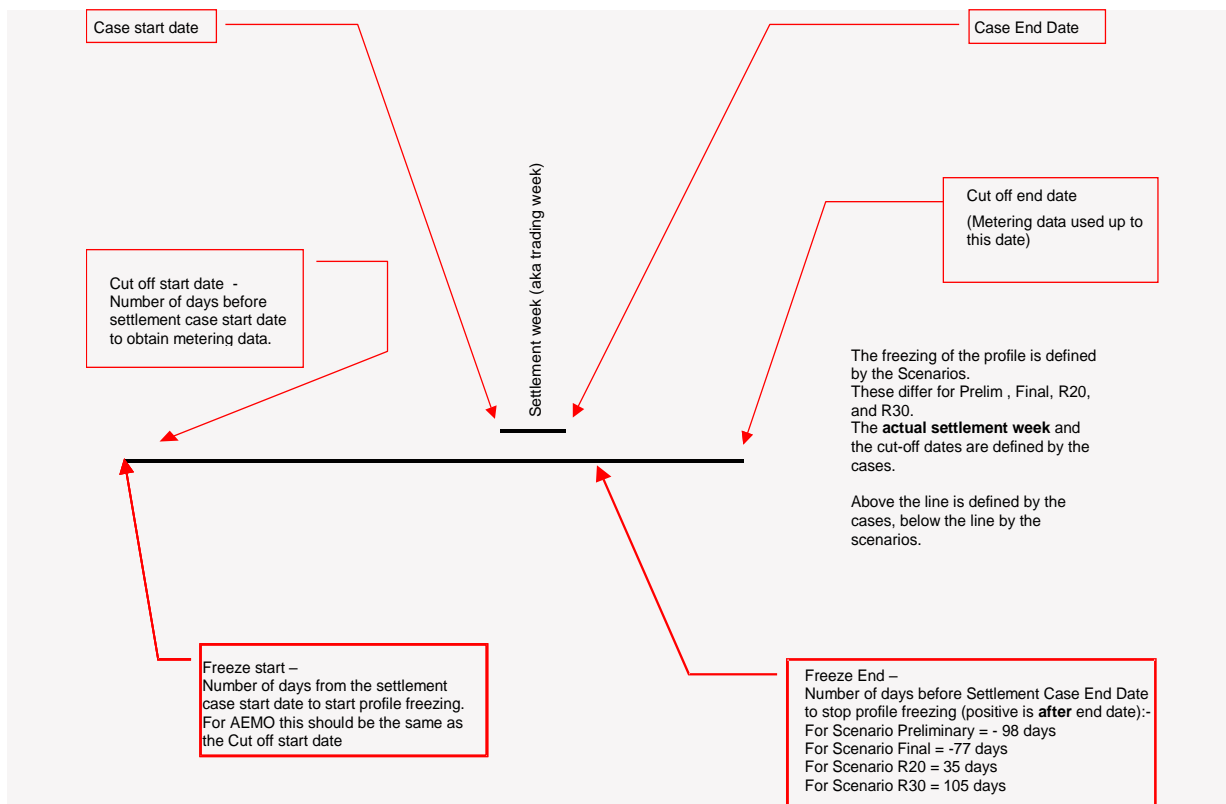 Case start date
Case End Date
Settlement week (aka trading week)
Cut off end date
(Metering data used up to
this date)
Cut off start date -
Number of days before
settlement case start date
to obtain metering data.
The freezing of the profile is defined
by the Scenarios.
These differ for Prelim , Final, R20,
and R30.
The actual settlement week and
the cut-off dates are defined by the
cases.
Above the line is defined by the
cases, below the line by the
scenarios.
Freeze start –
Number of days from the settlement
case start date to start profile freezing.
For AEMO this should be the same as
the Cut off start date
Freeze End –
Number of days before Settlement Case End Date
to stop profile freezing (positive is after end date):-
For Scenario Preliminary = - 98 days
For Scenario Final = -77 days
For Scenario R20 = 35 days
For Scenario R30 = 105 days